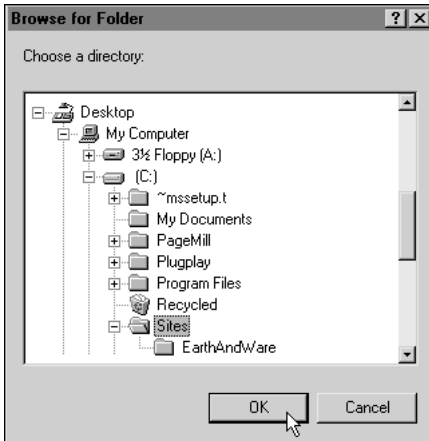 Browse for Folder
Choose a directory:
Desktop
My Computer
3½ Floppy (A:)
(C:)
~mssetup.t
My Documents
PageMill
Plugplay
Program Files
Recycled
Sites
EarthAndWare
OK
Cancel